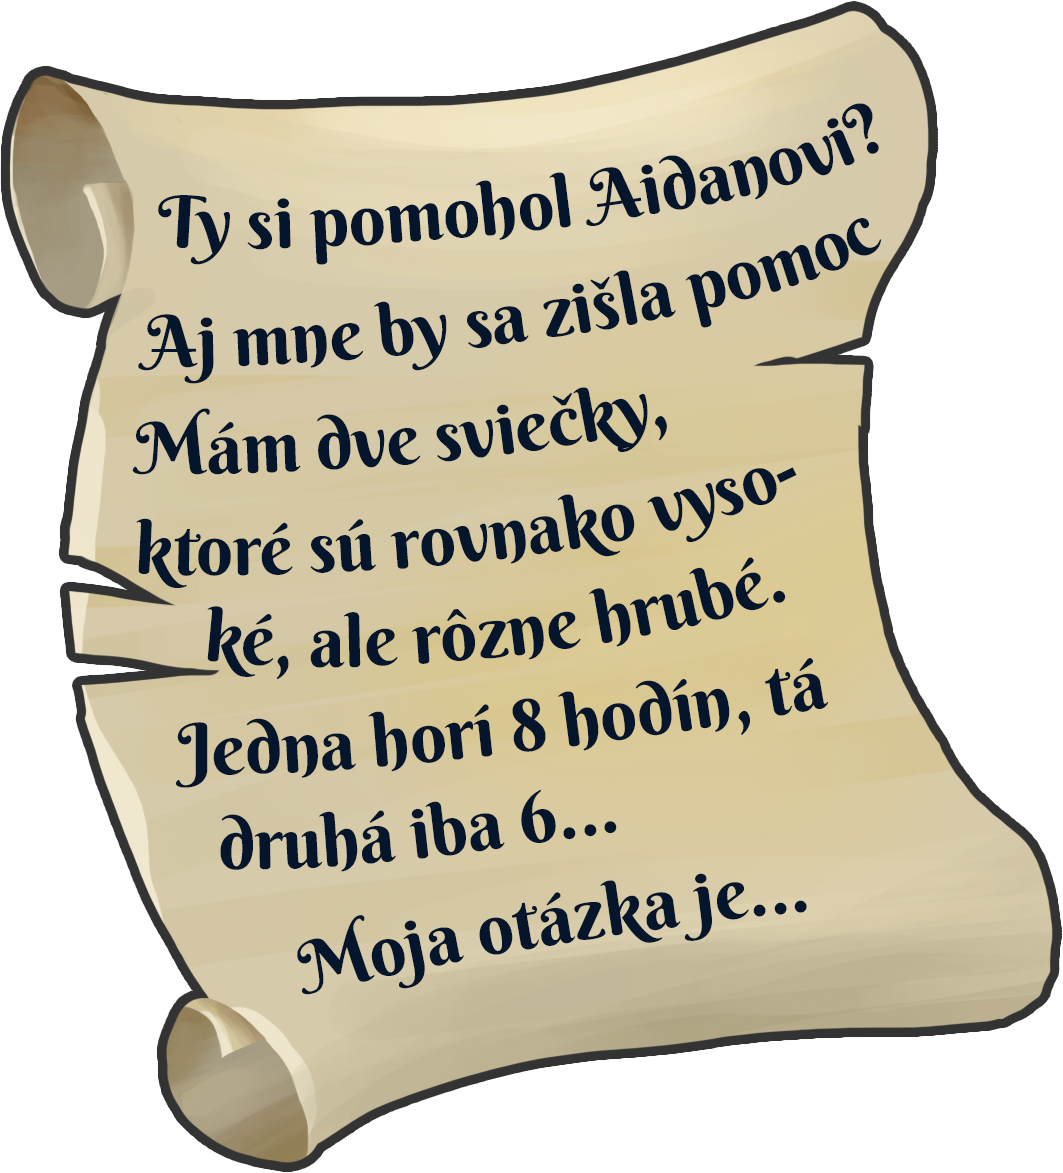 Ty si pomohol Aidanovi?
Aj mne by sa zišla pomoc
Mám dve sviečky,
ktoré sú rovnako vyso-
ké, ale rôzne hrubé.
Jedna horí 8 hodín, tá
druhá iba 6...
Moja otázka je...